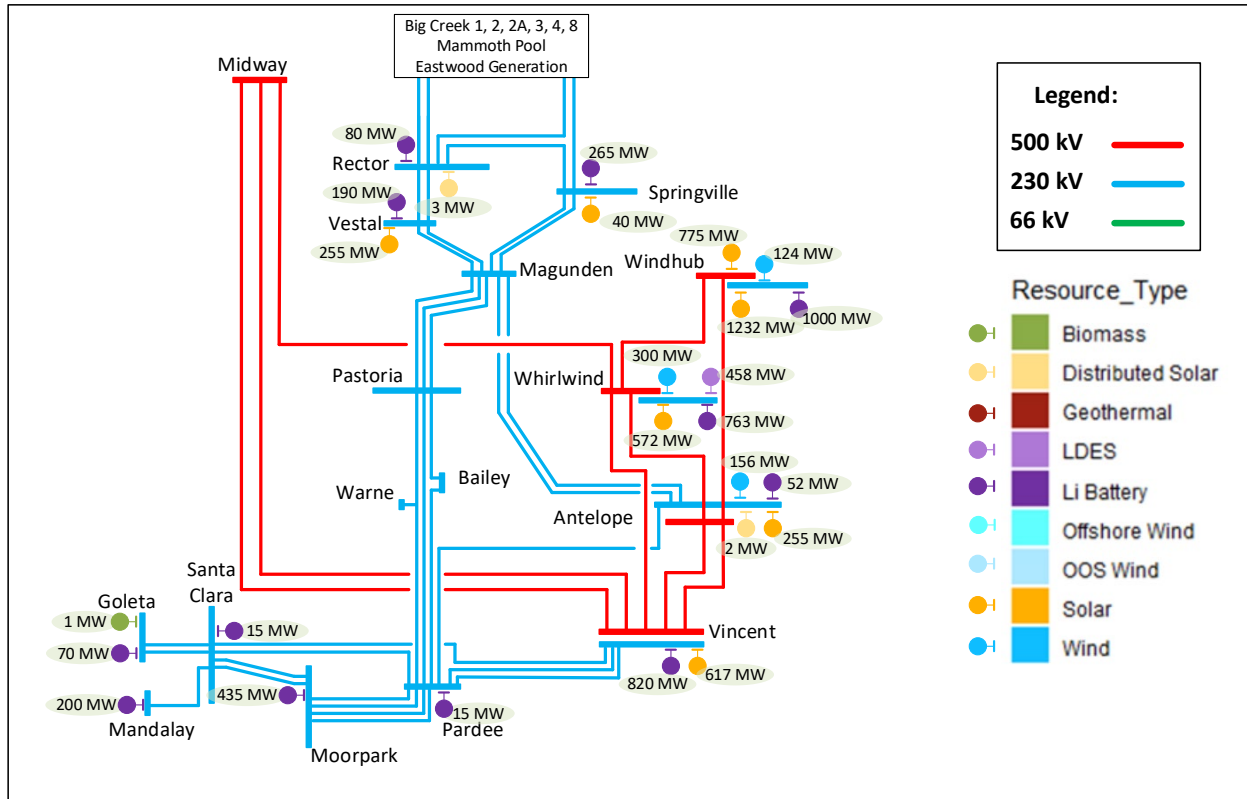 Big Creek 1, 2, 2A, 3, 4, 8
Mammoth Pool
Eastwood Generation
Midway
Legend:
500 kV
230 kV
66 kV
80 MW
Rector
265 MW
190 MW
3 MW
Springville
Vestal
40 MW
255 MW
775 MW
Windhub
124 MW
Magunden
1232 MW
1000 MW
Resource_Type
Biomass
Distributed Solar
Geothermal
LDES
Li Battery
Offshore Wind
OOS Wind
Solar
Wind
300 MW
Pastoria
Whirlwind
458 MW
763 MW
572 MW
156 MW
Bailey
52 MW
Warne
Antelope
2 MW
255 MW
Santa
Clara
Goleta
1 MW
15 MW
70 MW
Vincent
820 MW
617 MW
200 MW
435 MW
15 MW
Mandalay
Pardee
Moorpark